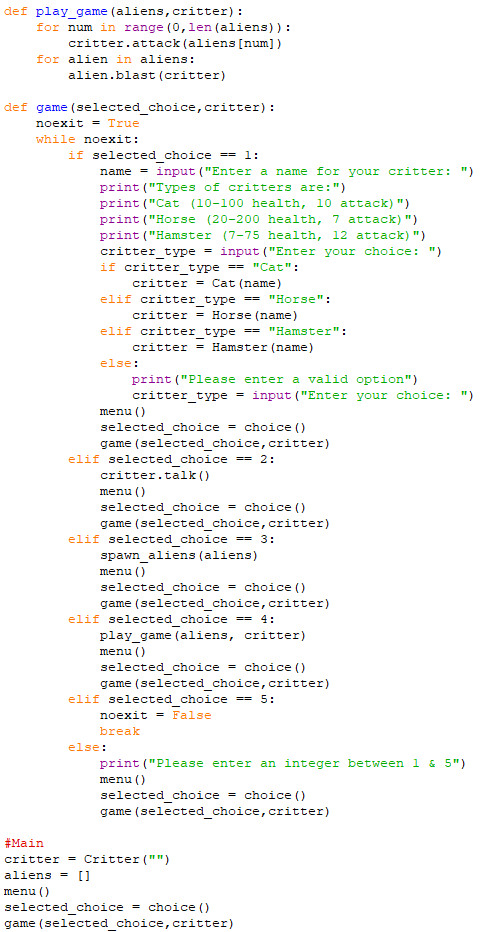 def play_game(aliens,critter):
    for num in range(0,len(aliens)):
        critter.attack(aliens[num])
    for alien in aliens:
        alien.blast(critter)

def game(selected_choice,critter):
    noexit = True
    while noexit:
        if selected_choice == 1:
            name = input("Enter a name for your critter: ")
            print("Types of critters are:")
            print("Cat (10-100 health, 10 attack)")
            print("Horse (20-200 health, 7 attack)")
            print("Hamster (7-75 health, 12 attack)")
            critter_type = input("Enter your choice: ")
            if critter_type == "Cat":
                critter = Cat(name)
            elif critter_type == "Horse":
                critter = Horse(name)
            elif critter_type == "Hamster":
                critter = Hamster(name)
            else:
                print("Please enter a valid option")
                critter_type = input("Enter your choice: ")
            menu()
            selected_choice = choice()
            game(selected_choice,critter)
        elif selected_choice == 2:
            critter.talk()
            menu()
            selected_choice = choice()
            game(selected_choice,critter)
        elif selected_choice == 3:
            spawn_aliens(aliens)
            menu()
            selected_choice = choice()
            game(selected_choice,critter)
        elif selected_choice == 4:
            play_game(aliens, critter)
            menu()
            selected_choice = choice()
            game(selected_choice,critter)
        elif selected_choice == 5:
            noexit = False
            break
        else:
            print("Please enter an integer between 1 & 5")
            menu()
            selected_choice = choice()
            game(selected_choice,critter)

#Main
critter = Critter("")
aliens = []
menu()
selected_choice = choice()
game(selected_choice,critter)